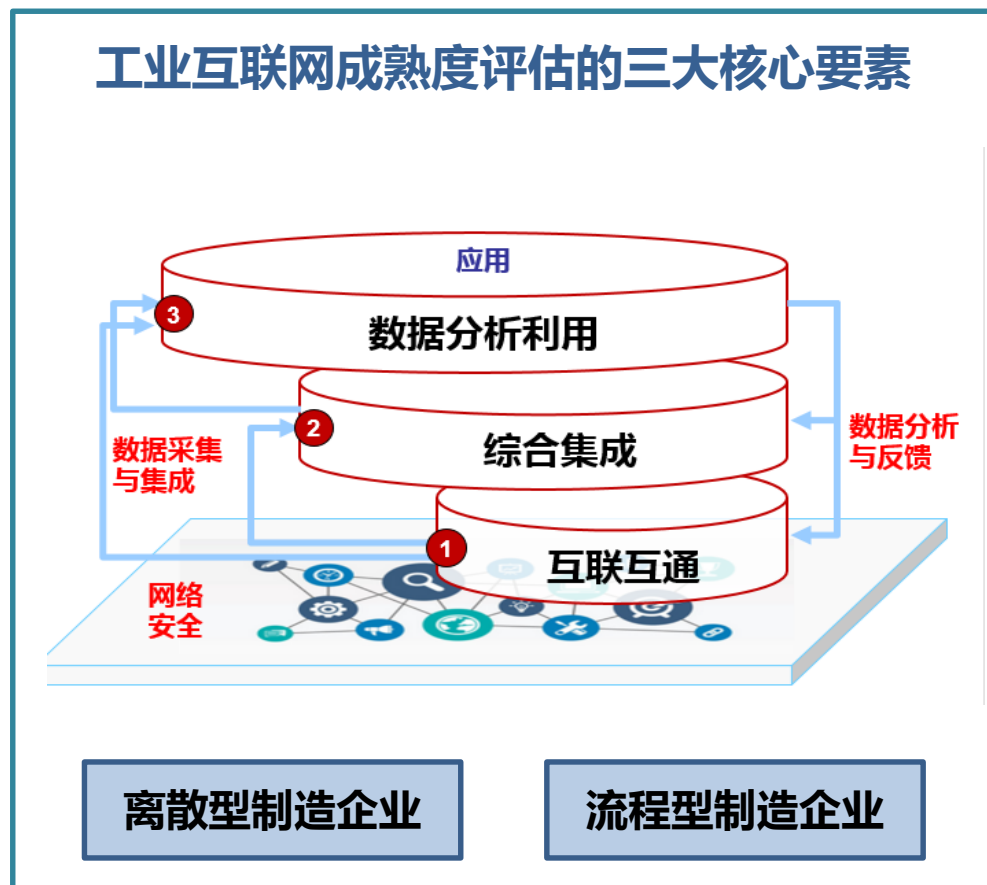 工业互联网成熟度评估的三大核心要素
应用
3
数据分析利用
2
综合集成
数据采集
与集成
数据分析
与反馈
1
互联互通
网络
安全
离散型制造企业
流程型制造企业